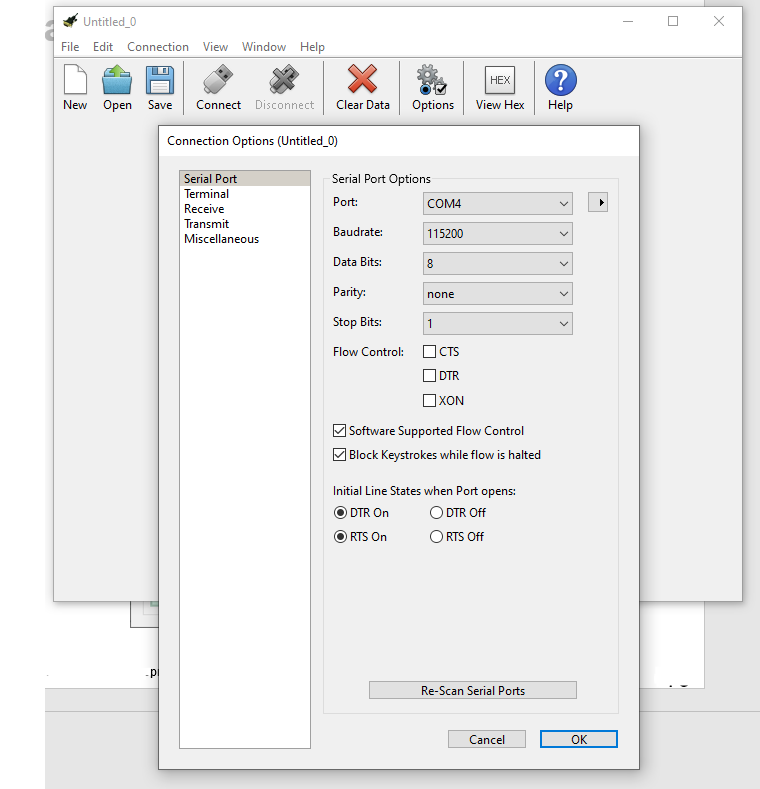 Untitled_0
File Edit Connection View Window Help
HEX
New Open Save Connect Disconnect Clear Data Options View Hex Help
Connection Options (Untitled_0)
Serial Port
Terminal
Receive
Transmit
Miscellaneous
Serial Port Options
Port: COM4
Baudrate: 115200
Data Bits: 8
Parity: none
Stop Bits: 1
Flow Control: CTS
DTR
XON
Software Supported Flow Control
Block Keystrokes while flow is halted
Initial Line States when Port opens:
DTR On DTR Off
RTS On RTS Off
Re-Scan Serial Ports
Cancel OK